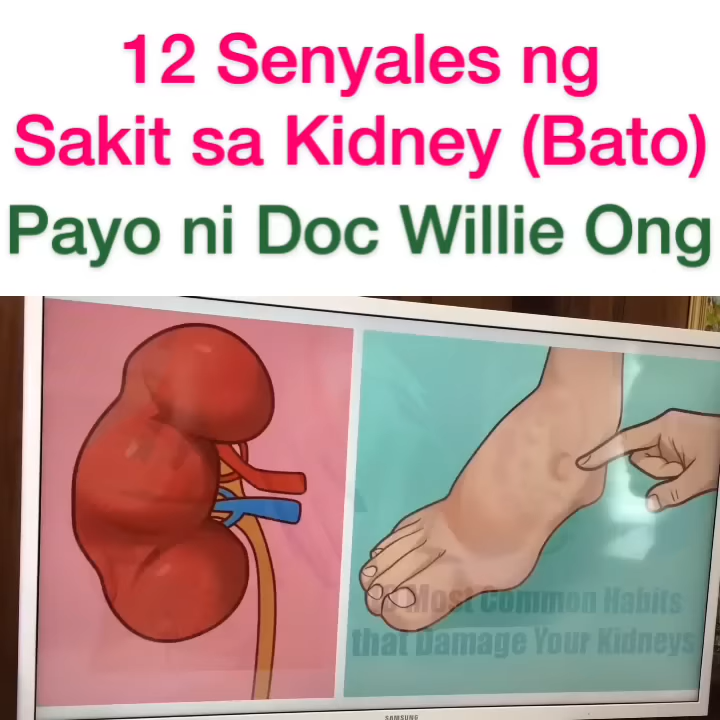 12 Senyales ng
Sakit sa Kidney (Bato)
Payo ni Doc Willie Ong
Most Common Habits
that Damage Your Kidneys
SAMSUNG